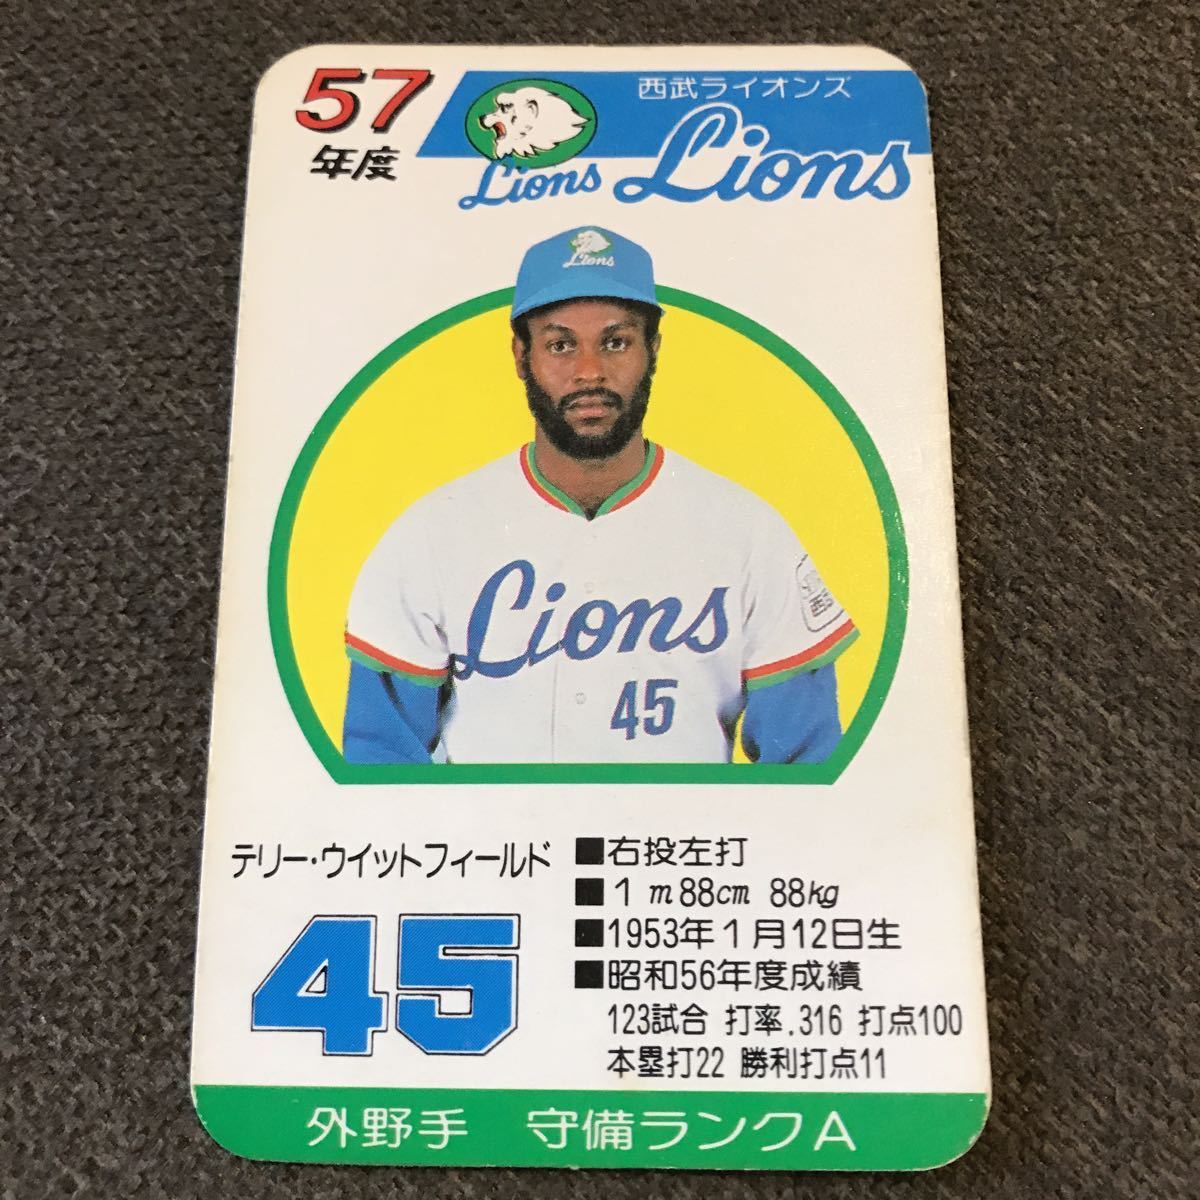 57
年度
西武ライオンズ
Lions
Lions
Lions
Lions
45
テリー・ウイットフィールド
45
■右投左打
■1m88cm 88kg
■1953年1月12日生
■昭和56年度成績
123試合 打率.316 打点100
本塁打22 勝利打点11
外野手 守備ランクA